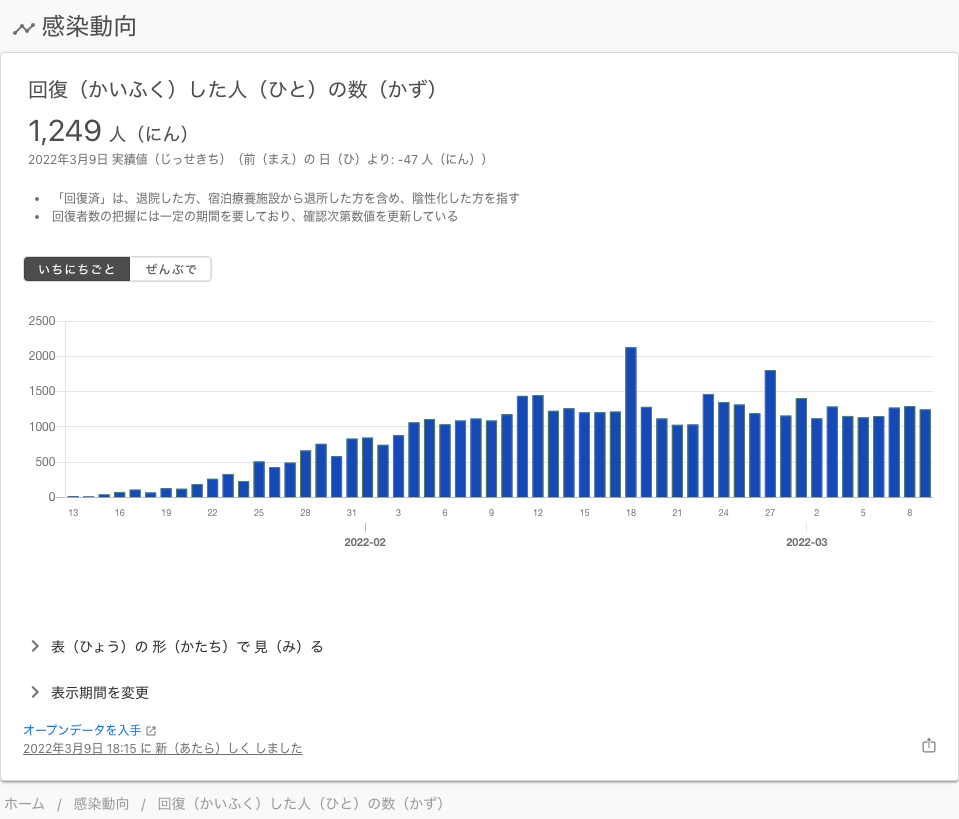 感染動向
回復（かいふく）した人（ひと）の数（かず）
1,249 人（にん）
2022年3月9日 実績値（じっせきち）（前（まえ）の 日（ひ）より: -47 人（にん））
• 「回復済」は、退院した方、宿泊療養施設から退所した方を含め、陰性化した方を指す
• 回復者数の把握には一定の期間を要しており、確認次第数値を更新している
いちにちごと ぜんぶで
2500
2000
1500
1000
500
0
13 16 19 22 25 28 31 3 6 9 12 15 18 21 24 27 2 5 8
2022-02 2022-03
表（ひょう）の 形（かたち）で 見（み）る
表示期間を変更
オープンデータを入手
2022年3月9日 18:15 に 新（あたら）しく しました
ホーム / 感染動向 / 回復（かいふく）した人（ひと）の数（かず）